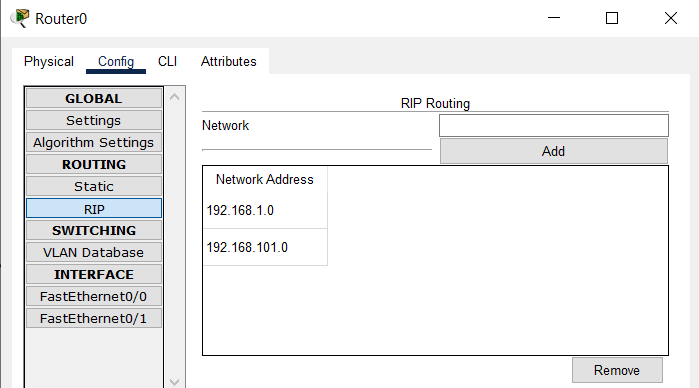 Router0
Physical Config CLI Attributes
GLOBAL
Settings
Algorithm Settings
ROUTING
Static
RIP
SWITCHING
VLAN Database
INTERFACE
FastEthernet0/0
FastEthernet0/1
RIP Routing
Network
Add
Network Address
192.168.1.0
192.168.101.0
Remove